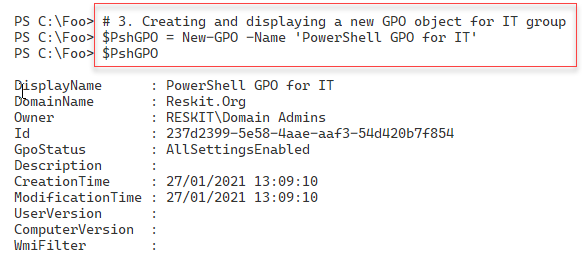 PS C:\Foo> # 3. Creating and displaying a new GPO object for IT group
PS C:\Foo> $PshGPO = New-GPO -Name 'PowerShell GPO for IT'
PS C:\Foo> $PshGPO
DisplayName      : PowerShell GPO for IT
DomainName       : Reskit.Org
Owner            : RESKIT\Domain Admins
Id               : 237d2399-5e58-4aae-aaf3-54d420b7f854
GpoStatus        : AllSettingsEnabled
Description      :
CreationTime     : 27/01/2021 13:09:10
ModificationTime : 27/01/2021 13:09:10
UserVersion      :
ComputerVersion  :
WmiFilter        :